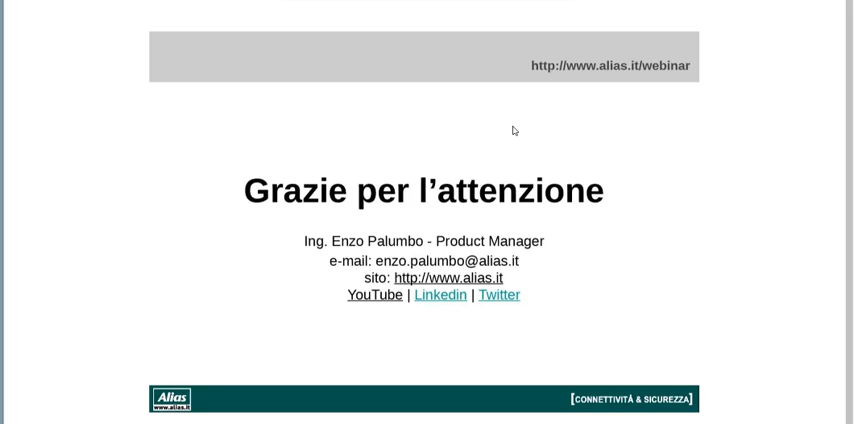 http://www.alias.it/webinar
Grazie per l’attenzione
Ing. Enzo Palumbo - Product Manager
e-mail: enzo.palumbo@alias.it
sito: http://www.alias.it
YouTube | Linkedin | Twitter
Alias
www.alias.it
[CONNETTIVITÁ & SICUREZZA]